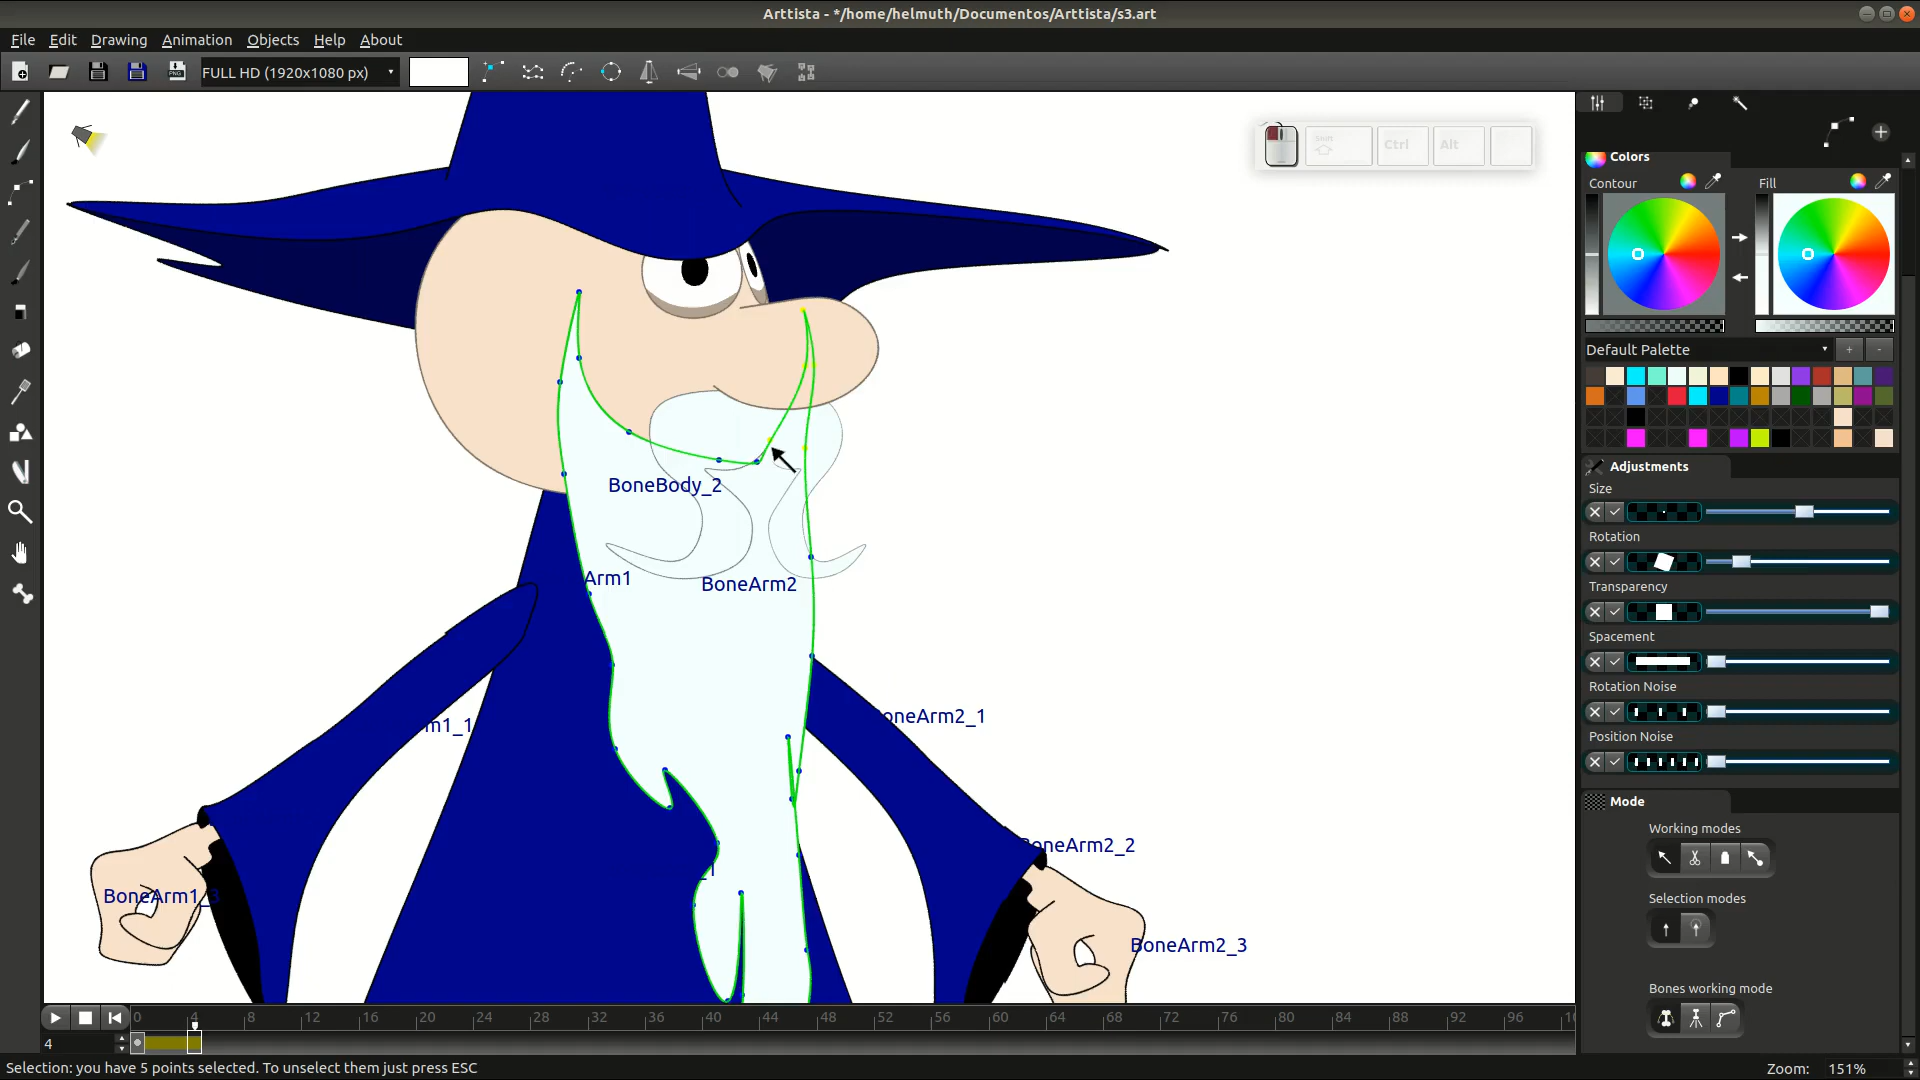 Arttista - */home/helmuth/Documentos/Arttista/s3.art
File Edit Drawing Animation Objects Help About
PNG
FULL HD (1920x1080 px)
Shift
Ctrl
Alt
Colors
Contour
Fill
Default Palette
+
-
Adjustments
Size
Rotation
Transparency
Spacement
Rotation Noise
Position Noise
Mode
Working modes
Selection modes
Bones working mode
BoneBody_2
Arm1
BoneArm2
m1_1
oneArm2_1
oneArm2_2
BoneArm1_3
BoneArm2_3
0 4 8 12 16 20 24 28 32 36 40 44 48 52 56 60 64 68 72 76 80 84 88 92 96 10
4
Selection: you have 5 points selected. To unselect them just press ESC
Zoom: 151%